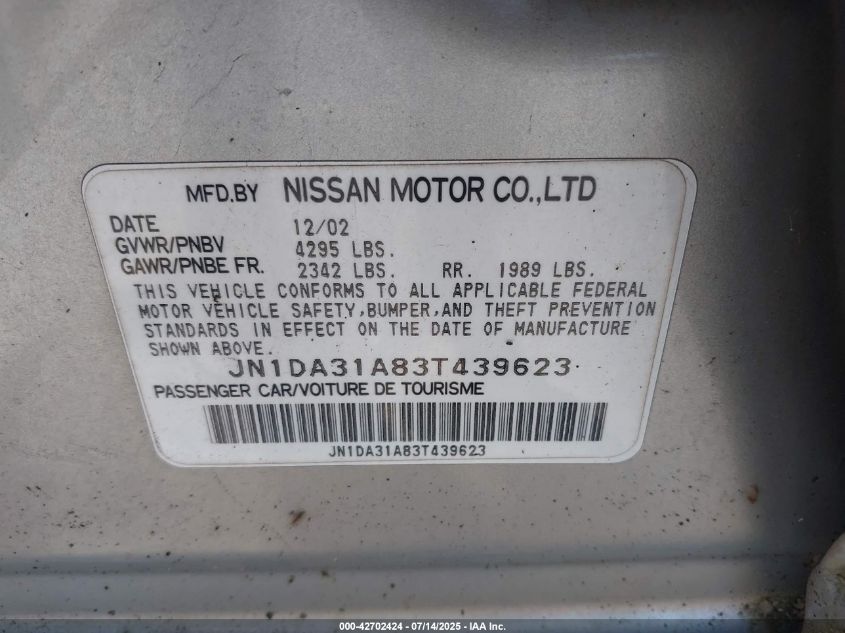 MFD.BY NISSAN MOTOR CO.,LTD
DATE 12/02
GVWR/PNBV 4295 LBS.
GAWR/PNBE FR. 2342 LBS. RR. 1989 LBS.
THIS VEHICLE CONFORMS TO ALL APPLICABLE FEDERAL
MOTOR VEHICLE SAFETY,BUMPER,AND THEFT PREVENTION
STANDARDS IN EFFECT ON THE DATE OF MANUFACTURE
SHOWN ABOVE.
JN1DA31A83T439623
PASSENGER CAR/VOITURE DE TOURISME
JN1DA31A83T439623
000-42702424 - 07/14/2025 - IAA Inc.